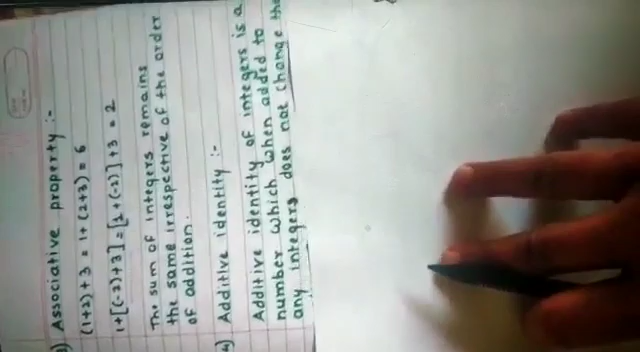 3) Associative property :-
(1+2)+3 = 1+(2+3) = 6
1+[(-2)+3] = [1+(-2)]+3 = 2
The sum of integers remains
the same irrespective of the order
of addition.
4) Additive identity :-
Additive identity of integers is a
number which when added to
any integers does not change the